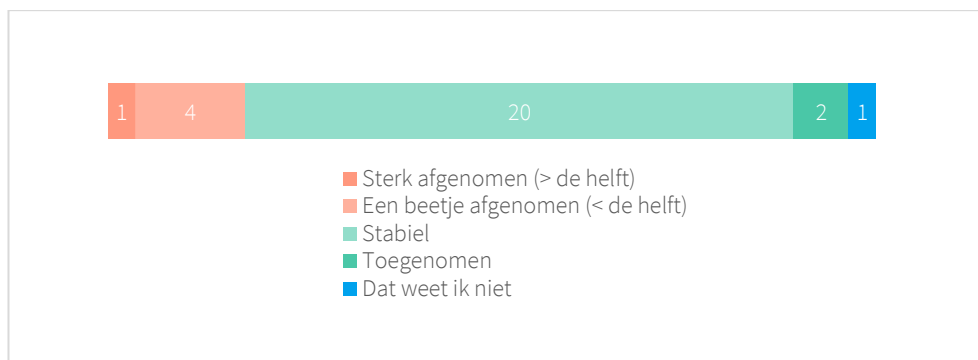 1 4 20 2 1
Sterk afgenomen (> de helft)
Een beetje afgenomen (< de helft)
Stabiel
Toegenomen
Dat weet ik niet